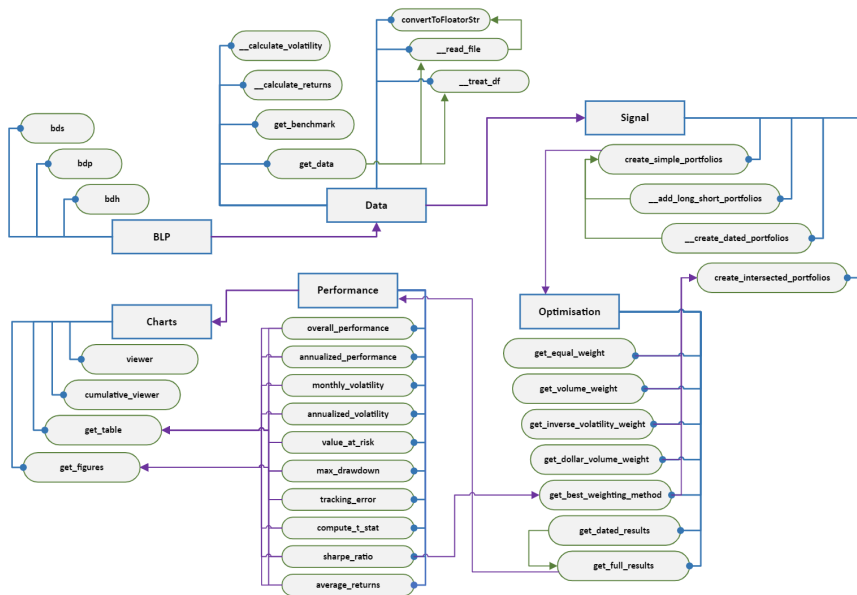 convertToFloatorStr
__calculate_volatility
__read_file
__calculate_returns
__treat_df
bds
get_benchmark
Signal
bdp
get_data
create_simple_portfolios
bdh
Data
__add_long_short_portfolios
BLP
__create_dated_portfolios
create_intersected_portfolios
Performance
Charts
Optimisation
overall_performance
viewer
annualized_performance
get_equal_weight
cumulative_viewer
monthly_volatility
get_volume_weight
get_table
annualized_volatility
get_inverse_volatility_weight
get_figures
value_at_risk
get_dollar_volume_weight
max_drawdown
get_best_weighting_method
tracking_error
compute_t_stat
get_dated_results
sharpe_ratio
get_full_results
average_returns